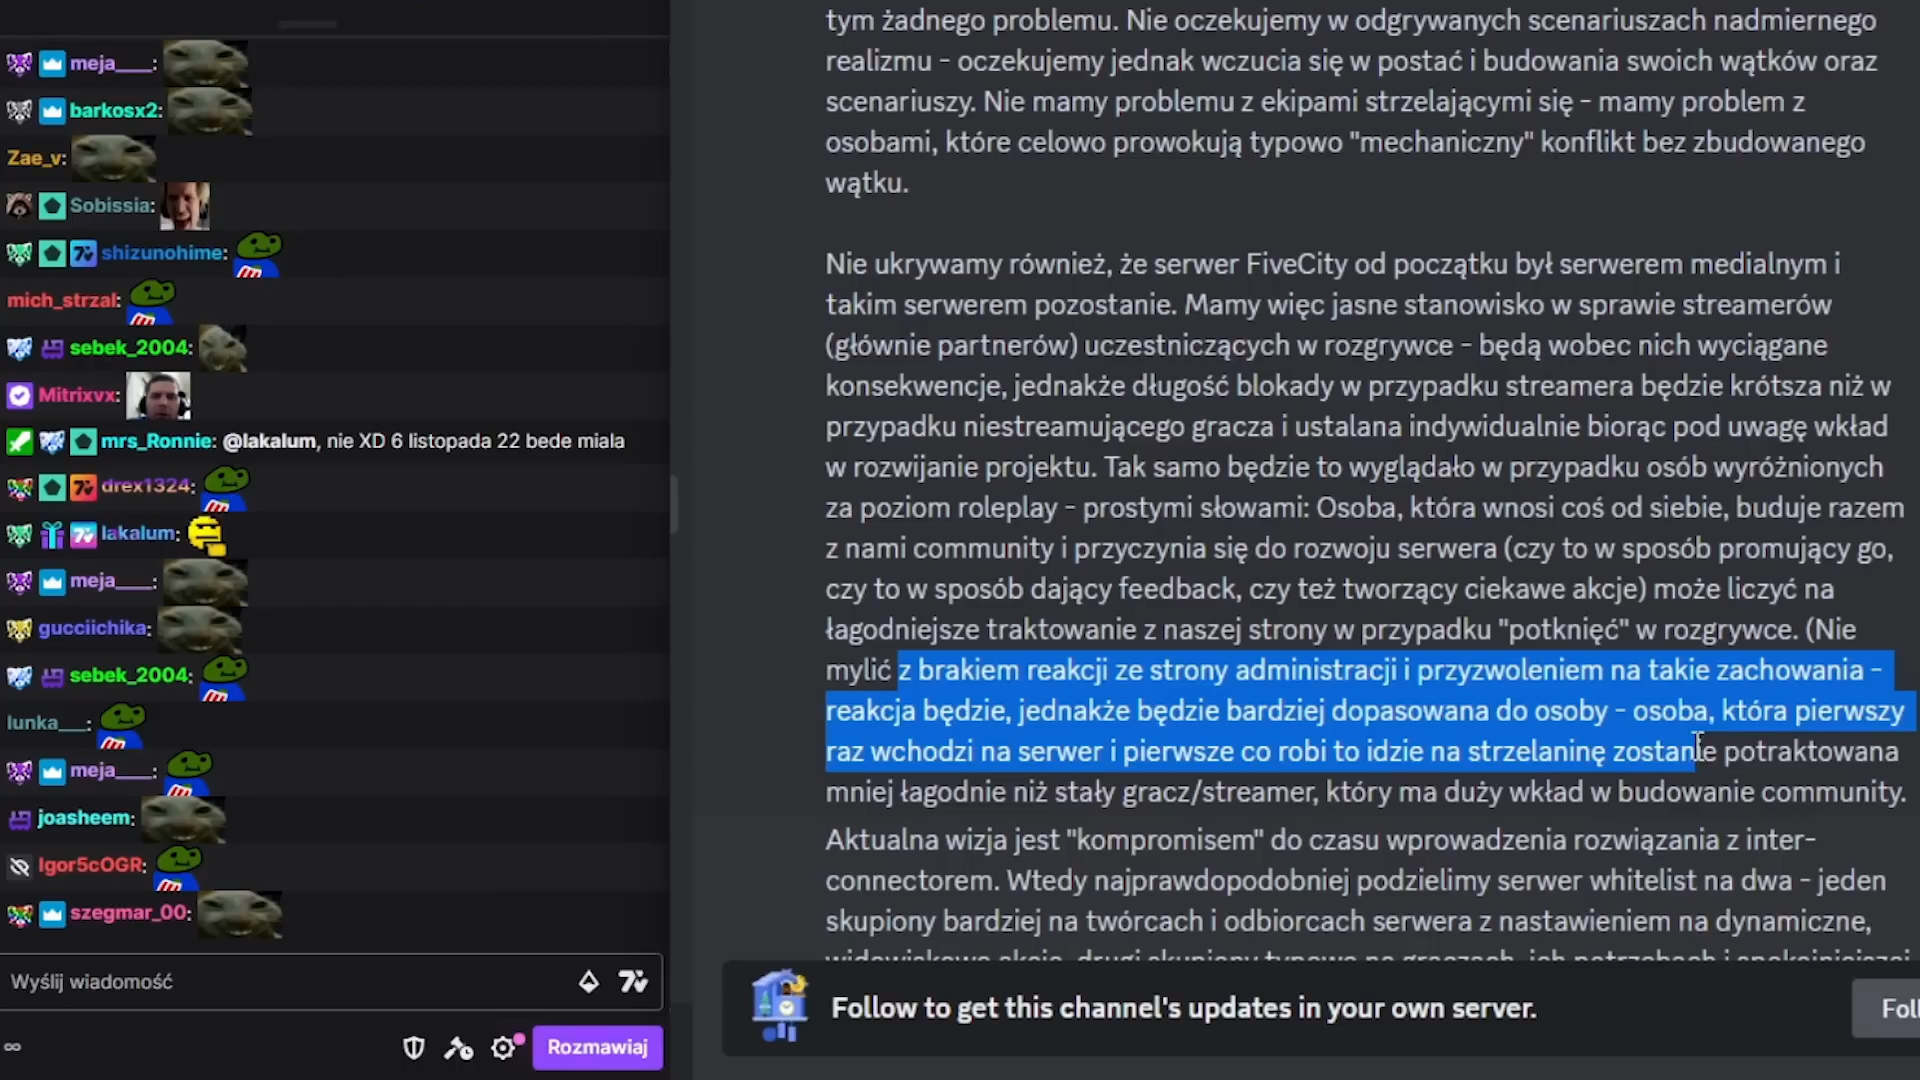 meja____:
barkosx2:
Zae_v:
Sobissia:
shizunohime:
mich_strzal:
sebek_2004:
Mitrixvx:
mrs_Ronnie: @lakalum, nie XD 6 listopada 22 bede miala
drex1324:
lakalum:
meja____:
gucciichika:
sebek_2004:
lunka___:
meja____:
joasheem:
Igor5cOGR:
szegmar_00:
Wyślij wiadomość
Rozmawiaj
tym żadnego problemu. Nie oczekujemy w odgrywanych scenariuszach nadmiernego
realizmu - oczekujemy jednak wczucia się w postać i budowania swoich wątków oraz
scenariuszy. Nie mamy problemu z ekipami strzelającymi się - mamy problem z
osobami, które celowo prowokują typowo "mechaniczny" konflikt bez zbudowanego
wątku.
Nie ukrywamy również, że serwer FiveCity od początku był serwerem medialnym i
takim serwerem pozostanie. Mamy więc jasne stanowisko w sprawie streamerów
(głównie partnerów) uczestniczących w rozgrywce - będą wobec nich wyciągane
konsekwencje, jednakże długość blokady w przypadku streamera będzie krótsza niż w
przypadku niestreamującego gracza i ustalana indywidualnie biorąc pod uwagę wkład
w rozwijanie projektu. Tak samo będzie to wyglądało w przypadku osób wyróżnionych
za poziom roleplay - prostymi słowami: Osoba, która wnosi coś od siebie, buduje razem
z nami community i przyczynia się do rozwoju serwera (czy to w sposób promujący go,
czy to w sposób dający feedback, czy też tworzący ciekawe akcje) może liczyć na
łagodniejsze traktowanie z naszej strony w przypadku "potknięć" w rozgrywce. (Nie
mylić z brakiem reakcji ze strony administracji i przyzwoleniem na takie zachowania -
reakcja będzie, jednakże będzie bardziej dopasowana do osoby - osoba, która pierwszy
raz wchodzi na serwer i pierwsze co robi to idzie na strzelaninę zostanie potraktowana
mniej łagodnie niż stały gracz/streamer, który ma duży wkład w budowanie community.
Aktualna wizja jest "kompromisem" do czasu wprowadzenia rozwiązania z inter-
connectorem. Wtedy najprawdopodobniej podzielimy serwer whitelist na dwa - jeden
skupiony bardziej na twórcach i odbiorcach serwera z nastawieniem na dynamiczne,
Follow to get this channel's updates in your own server.